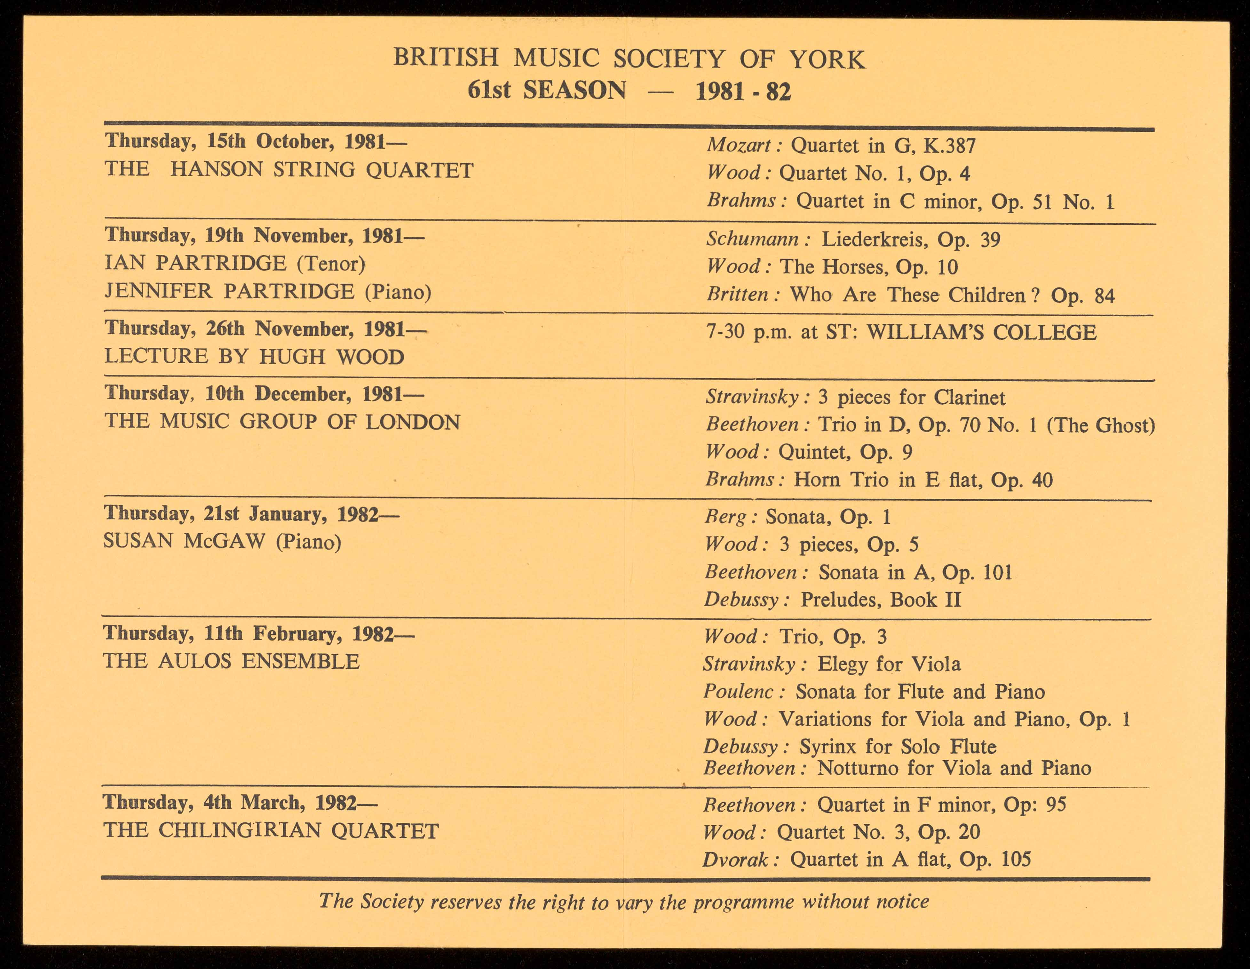 BRITISH MUSIC SOCIETY OF YORK
61st SEASON — 1981 - 82
Thursday, 15th October, 1981—
THE HANSON STRING QUARTET
Mozart : Quartet in G, K.387
Wood : Quartet No. 1, Op. 4
Brahms : Quartet in C minor, Op. 51 No. 1
Thursday, 19th November, 1981—
IAN PARTRIDGE (Tenor)
JENNIFER PARTRIDGE (Piano)
Schumann : Liederkreis, Op. 39
Wood : The Horses, Op. 10
Britten : Who Are These Children ? Op. 84
Thursday, 26th November, 1981—
LECTURE BY HUGH WOOD
7-30 p.m. at ST: WILLIAM'S COLLEGE
Thursday, 10th December, 1981—
THE MUSIC GROUP OF LONDON
Stravinsky : 3 pieces for Clarinet
Beethoven : Trio in D, Op. 70 No. 1 (The Ghost)
Wood : Quintet, Op. 9
Brahms : Horn Trio in E flat, Op. 40
Thursday, 21st January, 1982—
SUSAN McGAW (Piano)
Berg : Sonata, Op. 1
Wood : 3 pieces, Op. 5
Beethoven : Sonata in A, Op. 101
Debussy : Preludes, Book II
Thursday, 11th February, 1982—
THE AULOS ENSEMBLE
Wood : Trio, Op. 3
Stravinsky : Elegy for Viola
Poulenc : Sonata for Flute and Piano
Wood : Variations for Viola and Piano, Op. 1
Debussy : Syrinx for Solo Flute
Beethoven : Notturno for Viola and Piano
Thursday, 4th March, 1982—
THE CHILINGIRIAN QUARTET
Beethoven : Quartet in F minor, Op: 95
Wood : Quartet No. 3, Op. 20
Dvorak : Quartet in A flat, Op. 105
The Society reserves the right to vary the programme without notice